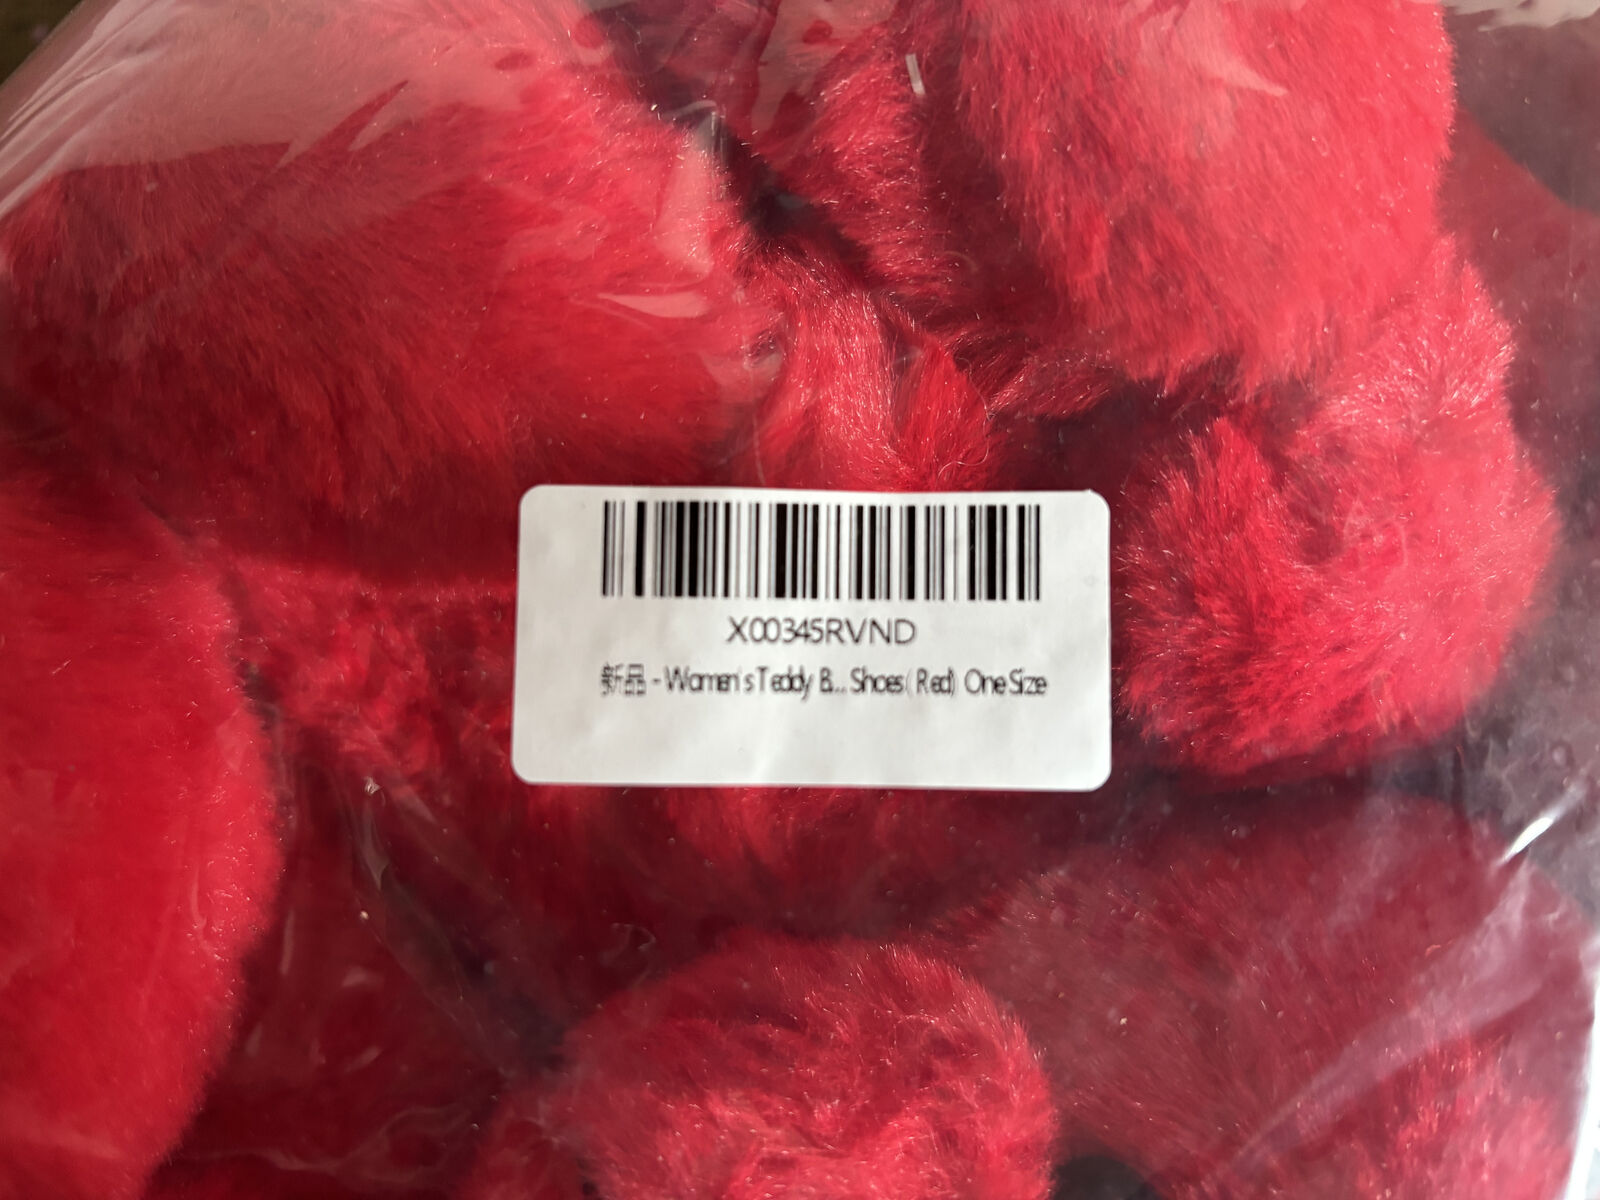 X00345RVND
新品 - Women's Teddy B... Shoes ( Red) One Size